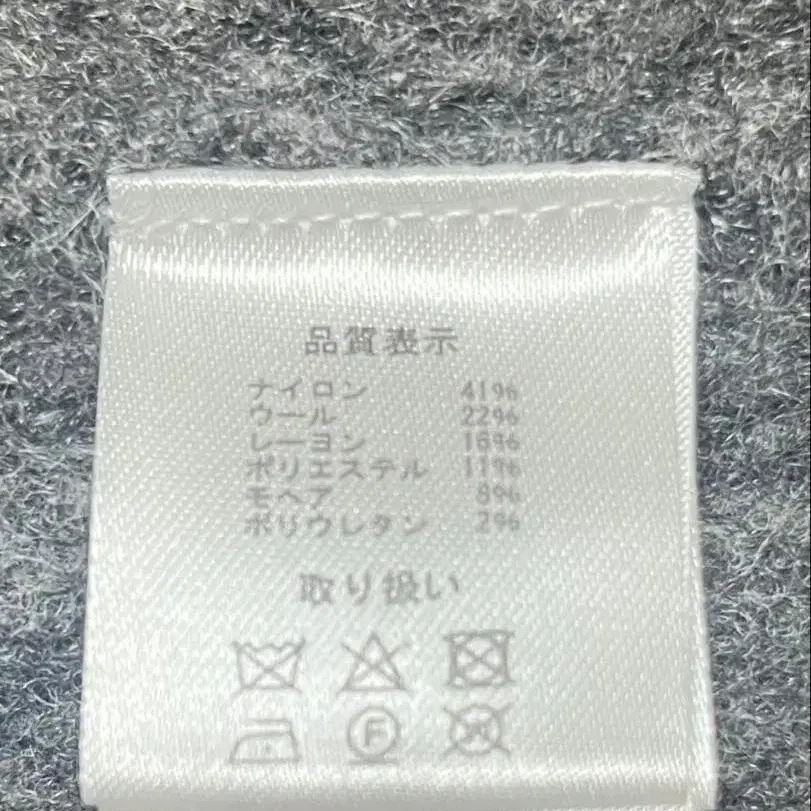 品質表示
ナイロン 41%
ウール 22%
レーヨン 16%
ポリエステル 11%
モヘア 8%
ポリウレタン 2%
取り扱い
F